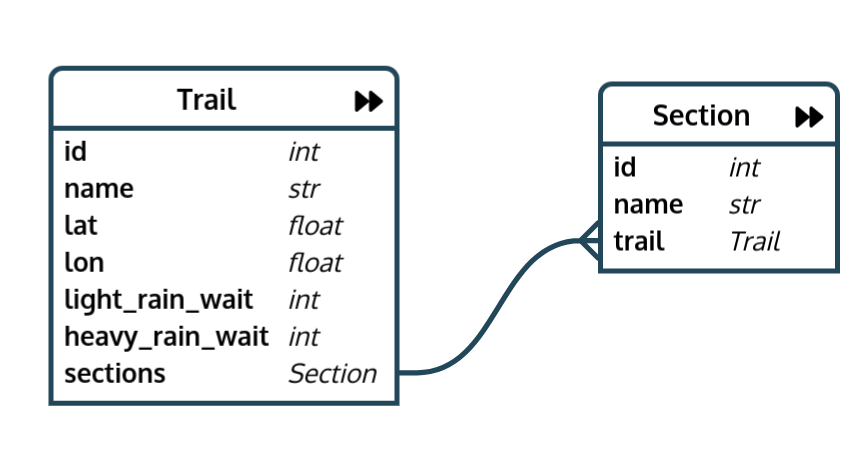 Trail
id int
name str
lat float
lon float
light_rain_wait int
heavy_rain_wait int
sections Section
Section
id int
name str
trail Trail